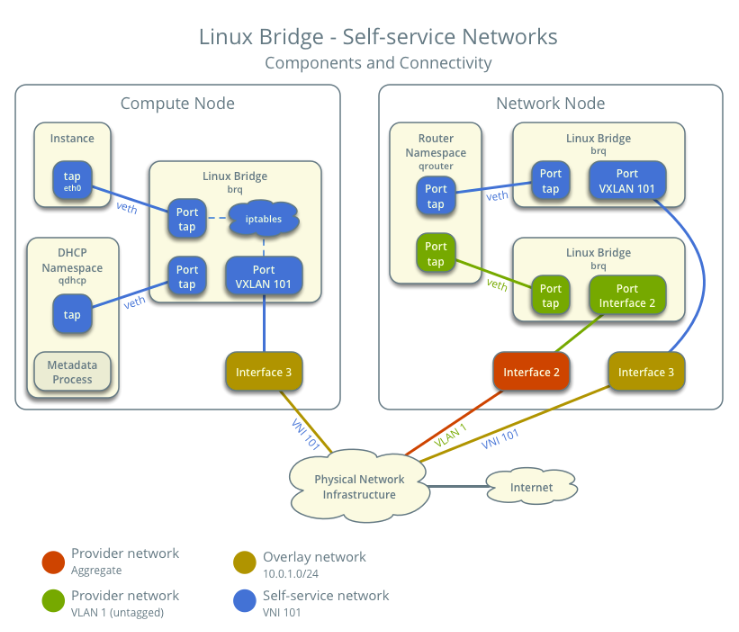 Linux Bridge - Self-service Networks
Components and Connectivity
Compute Node
Instance
tap
eth0
veth
Linux Bridge
brq
Port
tap
iptables
DHCP
Namespace
qdhcp
tap
veth
Port
tap
Port
VXLAN 101
Metadata
Process
Interface 3
VNI 101
Network Node
Router
Namespace
qrouter
Port
tap
veth
Linux Bridge
brq
Port
tap
Port
VXLAN 101
Port
tap
veth
Linux Bridge
brq
Port
tap
Port
Interface 2
Interface 2
Interface 3
VLAN 1
VNI 101
Physical Network
Infrastructure
Internet
Provider network
Aggregate
Overlay network
10.0.1.0/24
Provider network
VLAN 1 (untagged)
Self-service network
VNI 101